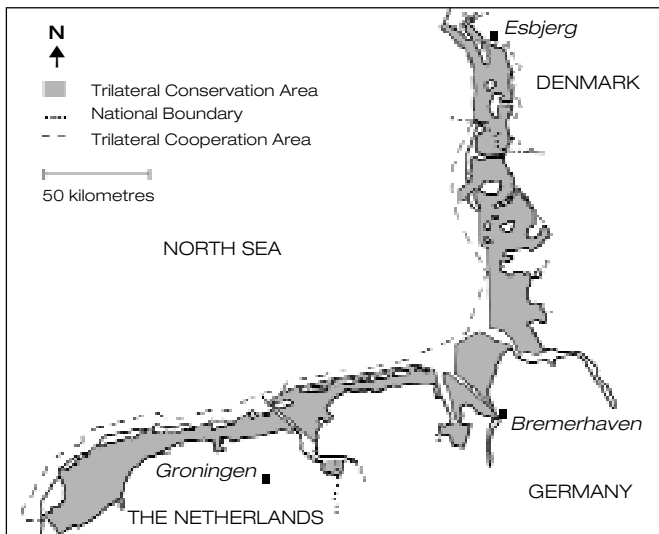 N
Trilateral Conservation Area
National Boundary
Trilateral Cooperation Area
50 kilometres
Esbjerg
DENMARK
NORTH SEA
Bremerhaven
Groningen
GERMANY
THE NETHERLANDS